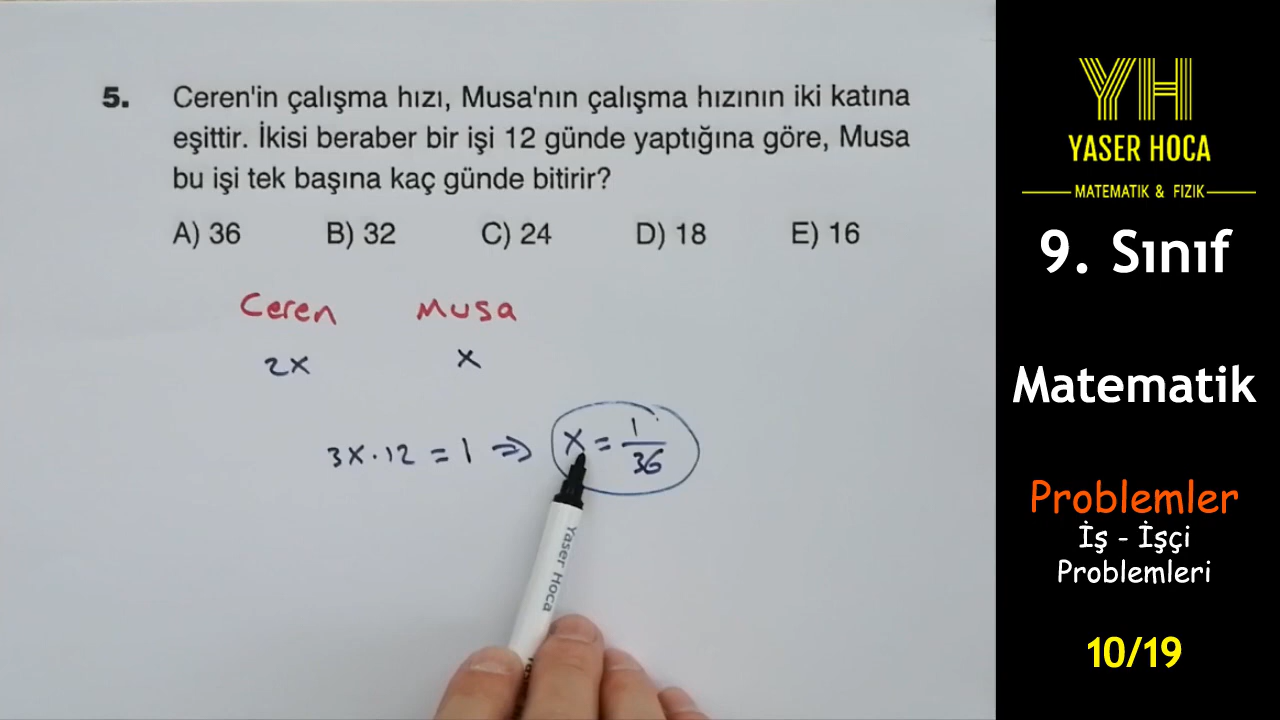 5. Ceren'in çalışma hızı, Musa'nın çalışma hızının iki katına
eşittir. İkisi beraber bir işi 12 günde yaptığına göre, Musa
bu işi tek başına kaç günde bitirir?
A) 36 B) 32 C) 24 D) 18 E) 16
Ceren Musa
2x x
3x · 12 = 1 ⇒ x = 1/36
Yaser Hoca
YH
YASER HOCA
MATEMATIK & FIZIK
9. Sınıf
Matematik
Problemler
İş - İşçi
Problemleri
10/19